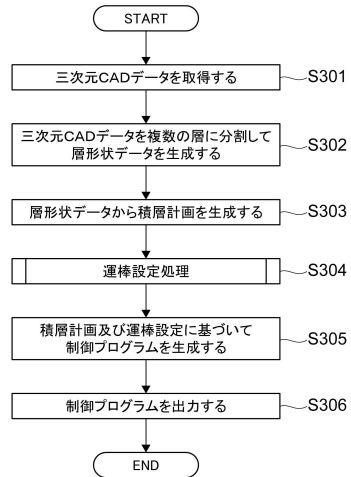 START
三次元CADデータを取得する
S301
三次元CADデータを複数の層に分割して
層形状データを生成する
S302
層形状データから積層計画を生成する
S303
運棒設定処理
S304
積層計画及び運棒設定に基づいて
制御プログラムを生成する
S305
制御プログラムを出力する
S306
END